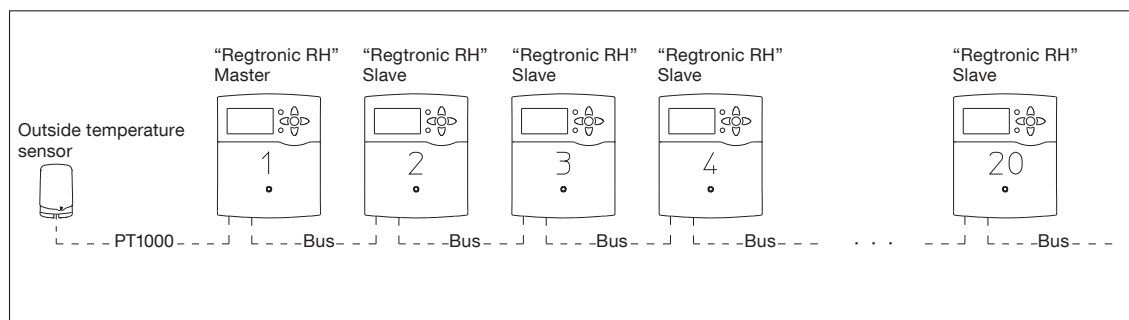 “Regtronic RH”
Master
“Regtronic RH”
Slave
“Regtronic RH”
Slave
“Regtronic RH”
Slave
“Regtronic RH”
Slave
Outside temperature
sensor
1
2
3
4
20
PT1000
Bus
Bus
Bus
Bus
. . .
Bus